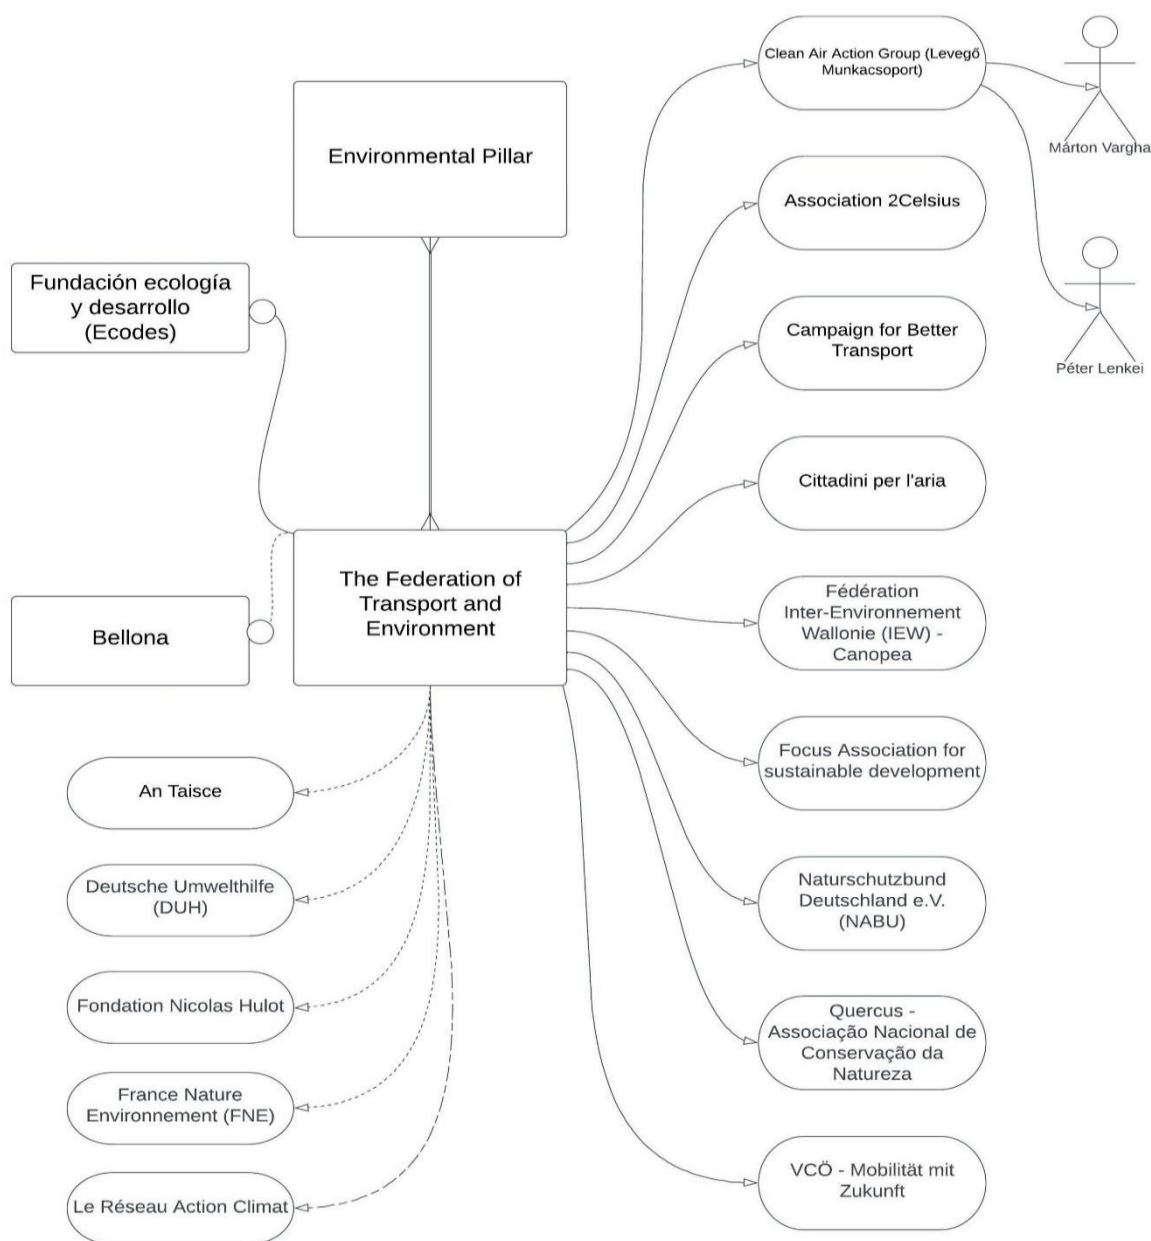 Clean Air Action Group (Levegő
Munkacsoport)
Márton Vargha
Environmental Pillar
Association 2Celsius
Fundación ecología
y desarrollo
(Ecodes)
Campaign for Better
Transport
Péter Lenkei
Cittadini per l'aria
The Federation of
Transport and
Environment
Bellona
Fédération
Inter-Environnement
Wallonie (IEW) -
Canopea
Focus Association for
sustainable development
An Taisce
Deutsche Umwelthilfe
(DUH)
Naturschutzbund
Deutschland e.V.
(NABU)
Fondation Nicolas Hulot
Quercus -
Associação Nacional de
Conservação da
Natureza
France Nature
Environnement (FNE)
VCÖ - Mobilität mit
Zukunft
Le Réseau Action Climat